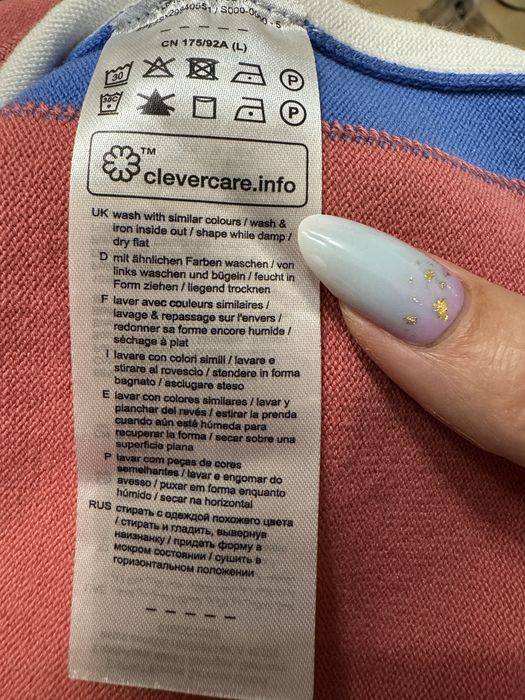 CN 175/92A (L)
30 P
30C P
TM
clevercare.info
UK wash with similar colours / wash &
iron inside out / shape while damp /
dry flat
D mit ähnlichen Farben waschen / von
links waschen und bügeln / feucht in
Form ziehen / liegend trocknen
F laver avec couleurs similaires /
lavage & repassage sur l'envers /
redonner sa forme encore humide /
séchage à plat
I lavare con colori simili / lavare e
stirare al rovescio / stendere in forma
bagnato / asciugare steso
E lavar con colores similares / lavar y
planchar del revés / estirar la prenda
cuando aún esté húmeda para
recuperar la forma / secar sobre una
superficie plana
P lavar com peças de cores
semelhantes / lavar e engomar do
avesso / puxar em forma enquanto
húmido / secar na horizontal
RUS стирать с одеждой похожего цвета
/ стирать и гладить, вывернув
наизнанку / придать форму в
мокром состоянии / сушить в
горизонтальном положении